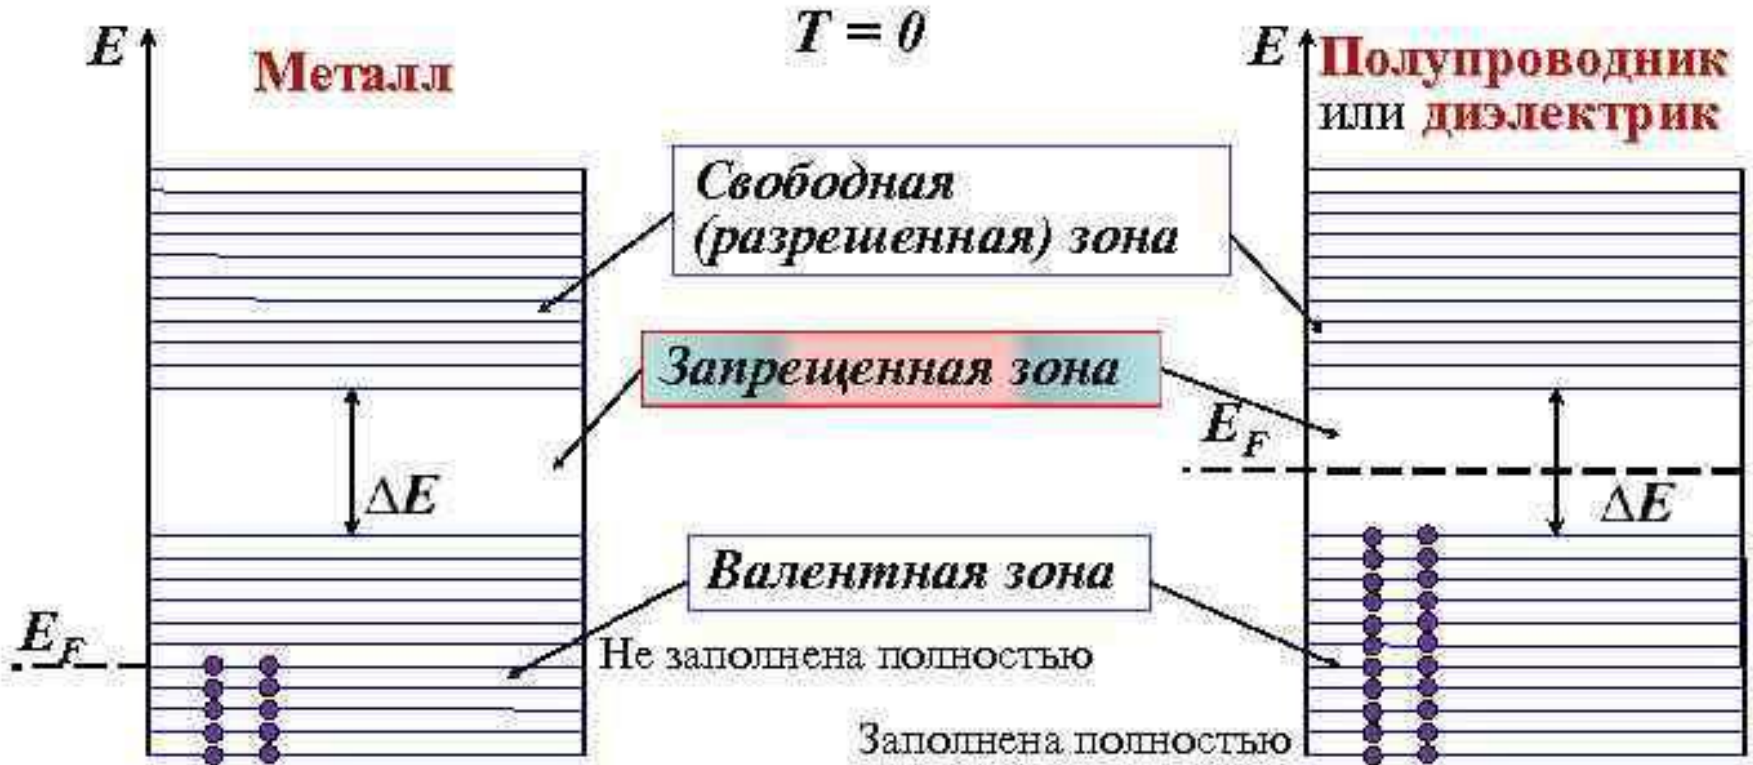 T = 0
E
Металл
E
Полупроводник
или диэлектрик
Свободная
(разрешенная) зона
Запрещенная зона
E_F
ΔE
ΔE
Валентная зона
E_F
Не заполнена полностью
Заполнена полностью